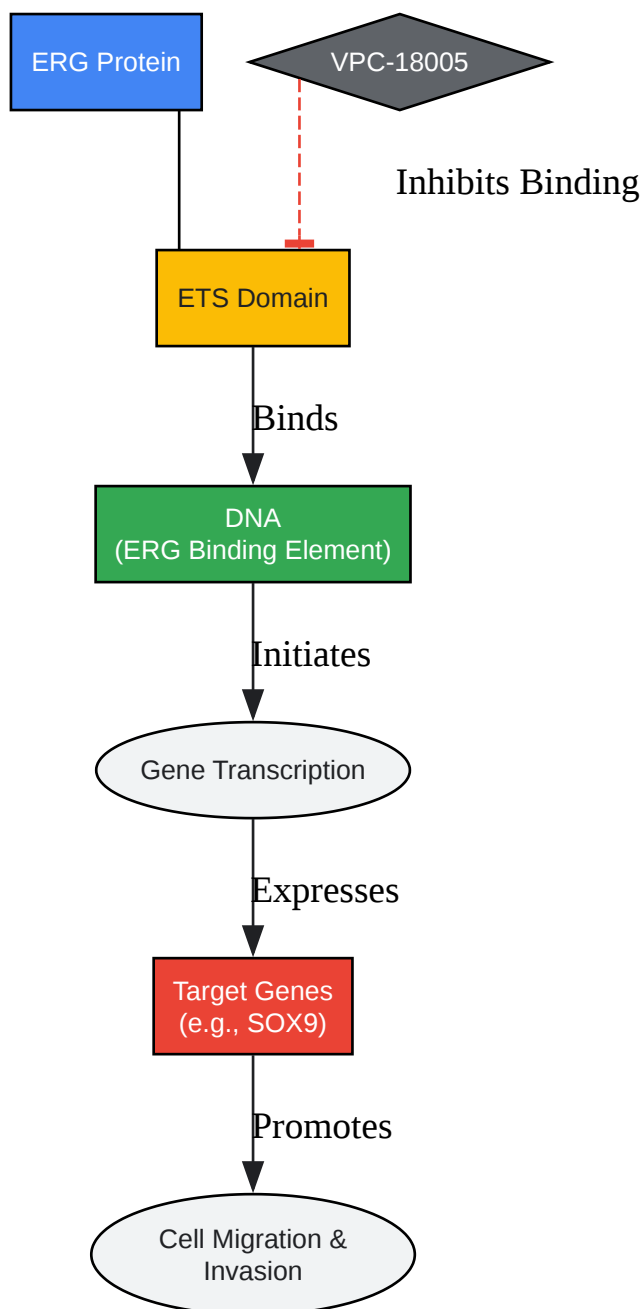 ERG Protein
VPC-18005
Inhibits Binding
ETS Domain
Binds
DNA
(ERG Binding Element)
Initiates
Gene Transcription
Expresses
Target Genes
(e.g., SOX9)
Promotes
Cell Migration &
Invasion